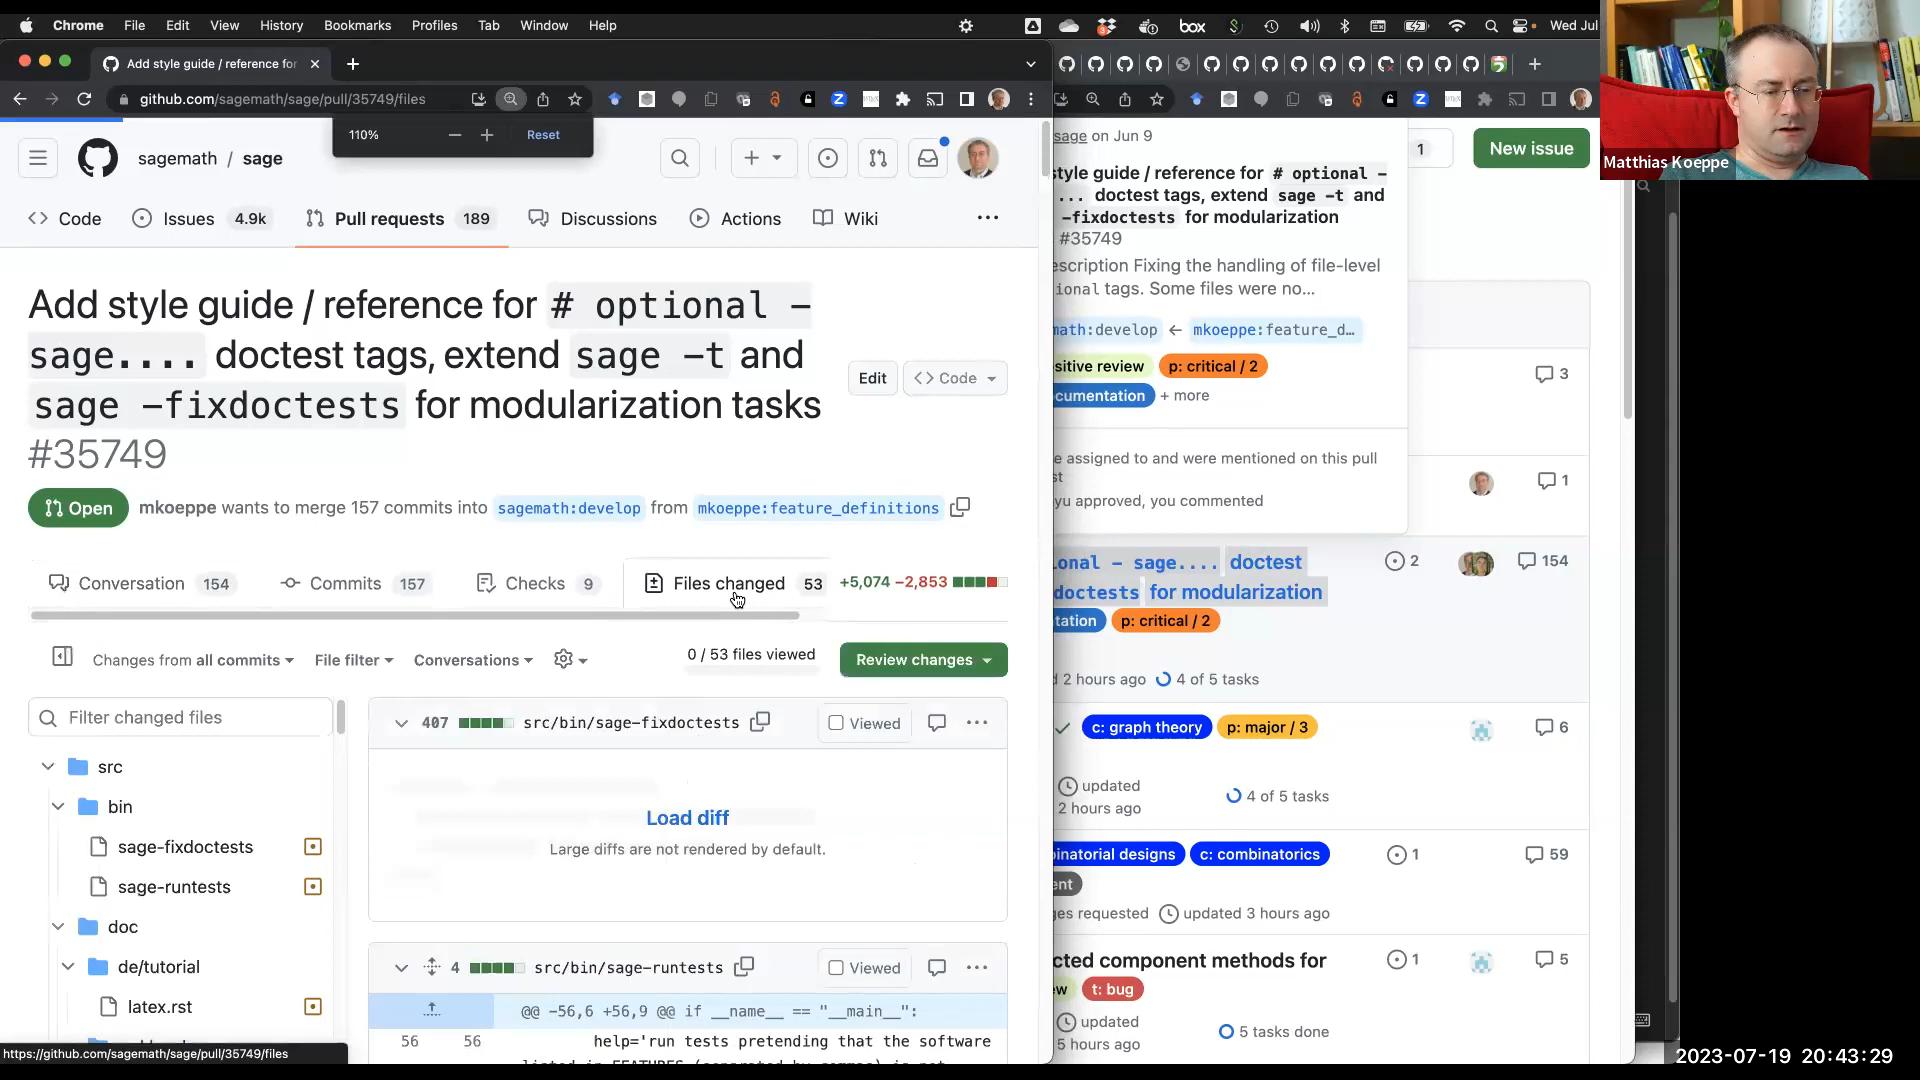 Chrome File Edit View History Bookmarks Profiles Tab Window Help
box
Wed Jul
Add style guide / reference for
github.com/sagemath/sage/pull/35749/files
110%
Reset
sagemath / sage
Code
Issues 4.9k
Pull requests 189
Discussions
Actions
Wiki
Add style guide / reference for # optional -
sage.... doctest tags, extend sage -t and
sage -fixdoctests for modularization tasks
#35749
Edit
<> Code
Open
mkoeppe wants to merge 157 commits into sagemath:develop from mkoeppe:feature_definitions
Conversation 154
Commits 157
Checks 9
Files changed 53
+5,074 −2,853
Changes from all commits
File filter
Conversations
0 / 53 files viewed
Review changes
Filter changed files
src
bin
sage-fixdoctests
sage-runtests
doc
de/tutorial
latex.rst
407 src/bin/sage-fixdoctests
Viewed
Load diff
Large diffs are not rendered by default.
4 src/bin/sage-runtests
Viewed
@@ -56,6 +56,9 @@ if __name__ == "__main__":
56 56 help='run tests pretending that the software
https://github.com/sagemath/sage/pull/35749/files
sage on Jun 9
1
New issue
tyle guide / reference for # optional -
... doctest tags, extend sage -t and
-fixdoctests for modularization
#35749
escription Fixing the handling of file-level
ional tags. Some files were no...
math:develop ← mkoeppe:feature_d…
sitive review
p: critical / 2
cumentation
+ more
e assigned to and were mentioned on this pull
st
yu approved, you commented
3
1
ional - sage.... doctest
doctests for modularization
2
154
tation
p: critical / 2
d 2 hours ago
4 of 5 tasks
c: graph theory
p: major / 3
6
updated
2 hours ago
4 of 5 tasks
binatorial designs
c: combinatorics
1
59
ent
ges requested
updated 3 hours ago
cted component methods for
1
5
ew
t: bug
updated
5 hours ago
5 tasks done
Matthias Koeppe
2023-07-19 20:43:29